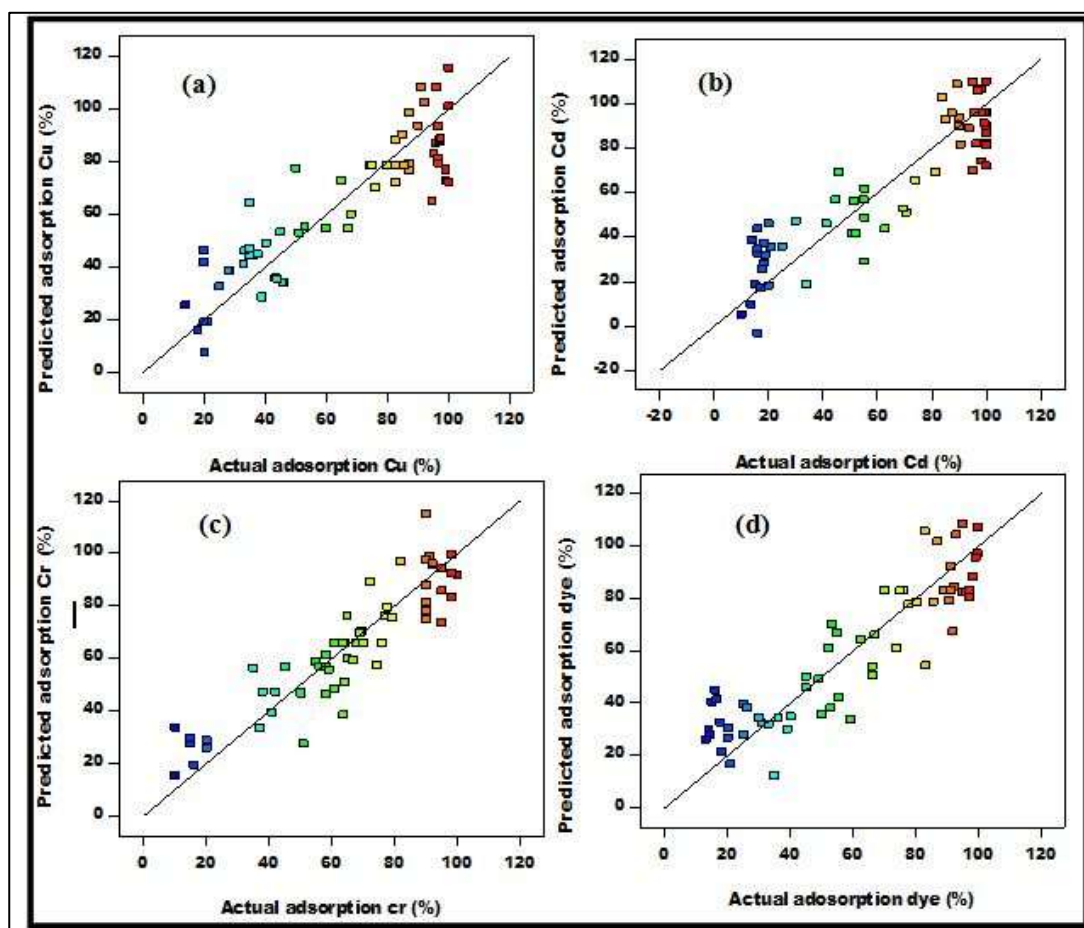 (a)
Predicted adsorption Cu (%)
120
100
80
60
40
20
0
0 20 40 60 80 100 120
Actual adosorption Cu (%)
(b)
Predicted adsorption Cd (%)
120
100
80
60
40
20
0
-20
-20 0 20 40 60 80 100 120
Actual adsorption Cd (%)
(c)
Predicted adsorption Cr (%)
120
100
80
60
40
20
0
0 20 40 60 80 100 120
Actual adsorption cr (%)
(d)
Predicted adsorption dye (%)
120
100
80
60
40
20
0
0 20 40 60 80 100 120
Actual adosorption dye (%)